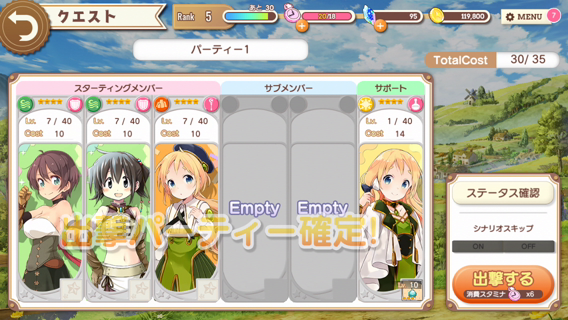 クエスト
Rank 5
あと 30
20/18
95
119,800
MENU
パーティー1
TotalCost 30/ 35
スターティングメンバー
サブメンバー
サポート
Lv. 7 / 40
Cost 10
Lv. 7 / 40
Cost 10
Lv. 7 / 40
Cost 10
Lv. 1 / 40
Cost 14
Empty
Empty
出撃パーティー確定!
Lv. 10
ステータス確認
シナリオスキップ
ON OFF
出撃する
消費スタミナ x6